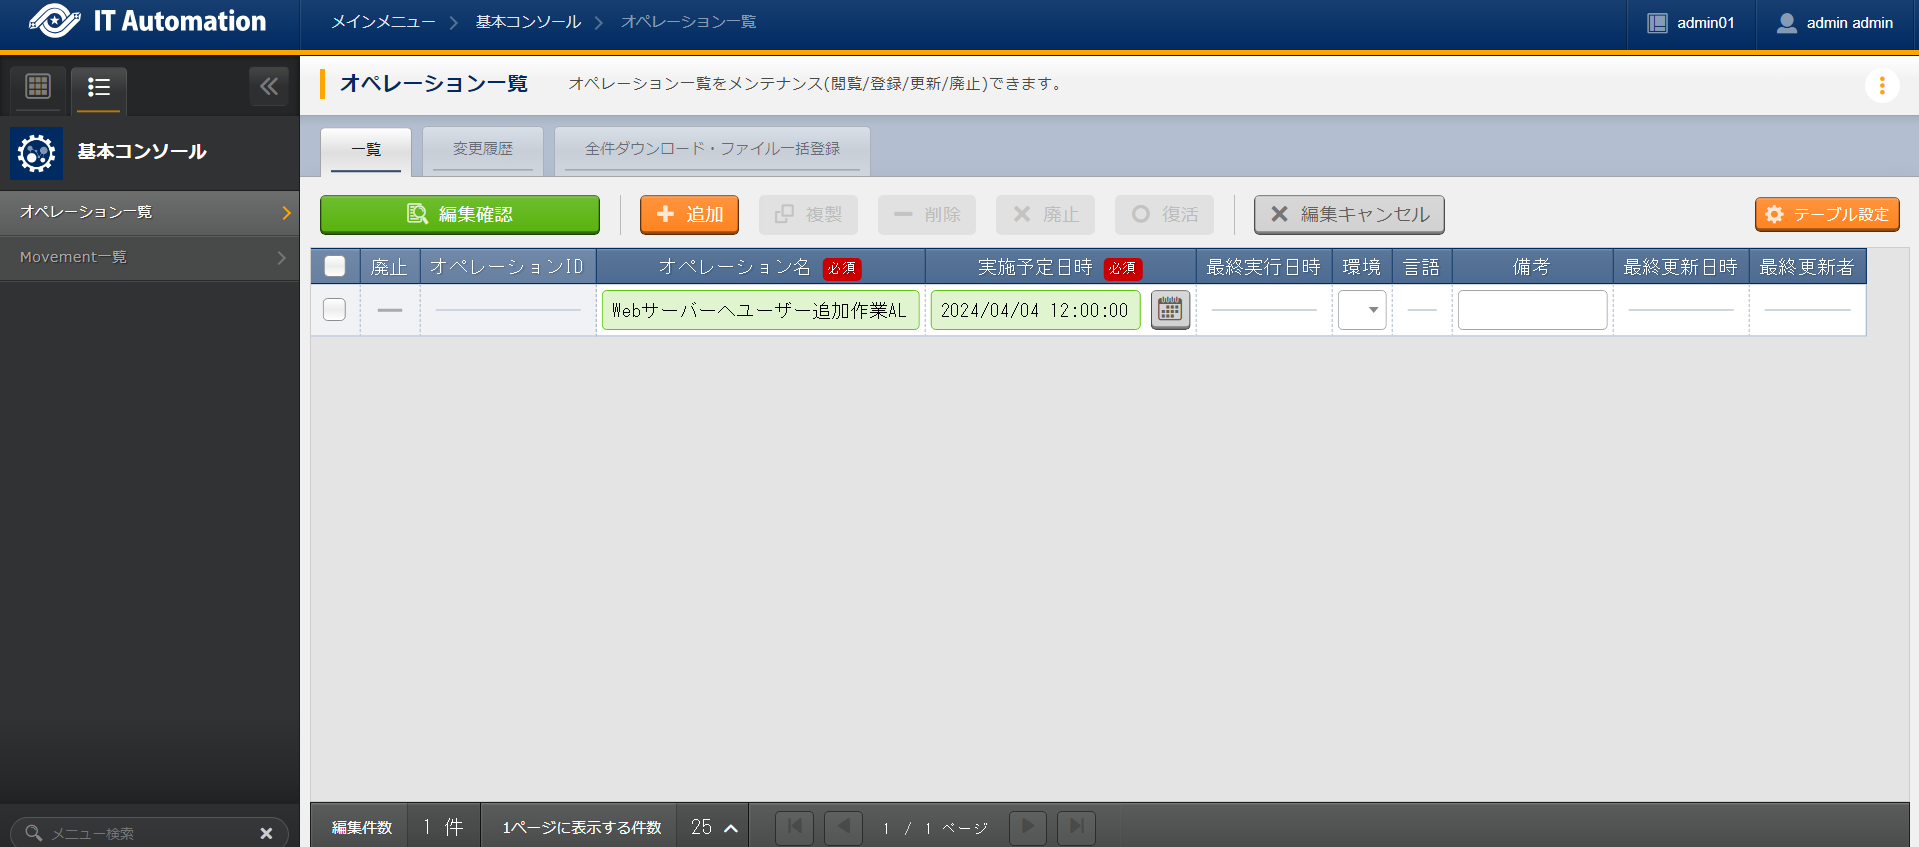 IT Automation
メインメニュー
基本コンソール
オペレーション一覧
admin01
admin admin
基本コンソール
オペレーション一覧
Movement一覧
メニュー検索
オペレーション一覧
オペレーション一覧をメンテナンス(閲覧/登録/更新/廃止)できます。
一覧
変更履歴
全件ダウンロード・ファイル一括登録
編集確認
追加
複製
削除
廃止
復活
編集キャンセル
テーブル設定
廃止
オペレーションID
オペレーション名 必須
実施予定日時 必須
最終実行日時
環境
言語
備考
最終更新日時
最終更新者
Webサーバーへユーザー追加作業AL
2024/04/04 12:00:00
編集件数
1 件
1ページに表示する件数
25
1 / 1 ページ